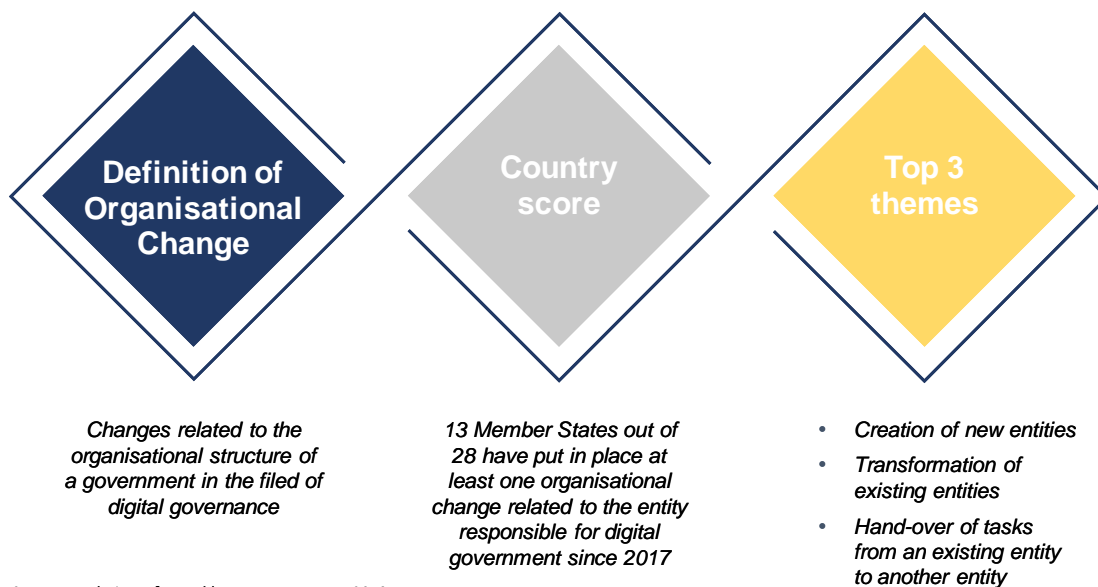 Definition of
Organisational
Change
Country
score
Top 3
themes
Changes related to the
organisational structure of
a government in the filed of
digital governance
13 Member States out of
28 have put in place at
least one organisational
change related to the entity
responsible for digital
government since 2017
• Creation of new entities
• Transformation of
existing entities
• Hand-over of tasks
from an existing entity
to another entity